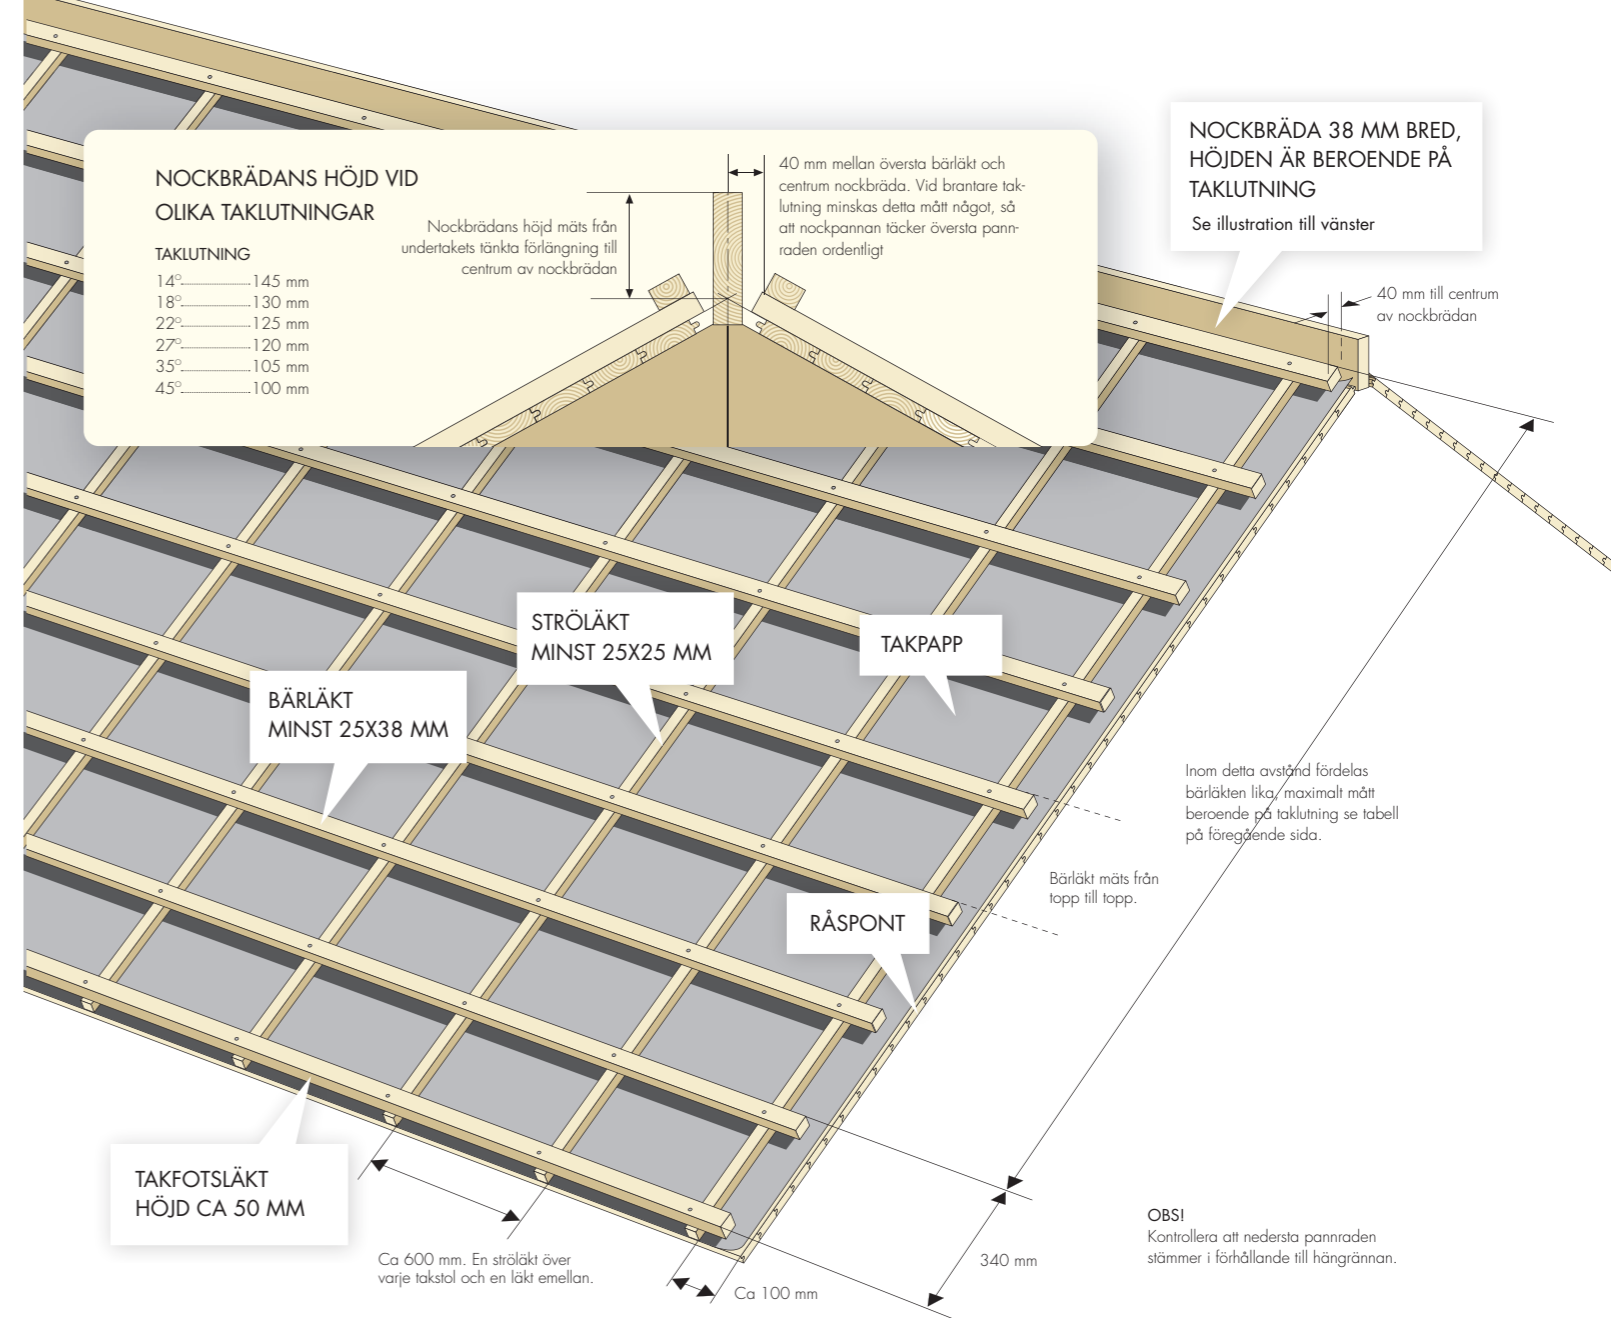 NOCKBRÄDANS HÖJD VID
OLIKA TAKLUTNINGAR
TAKLUTNING
14° 145 mm
18° 130 mm
22° 125 mm
27° 120 mm
35° 105 mm
45° 100 mm
Nockbrädans höjd mäts från
undertakets tänkta förlängning till
centrum av nockbrädan
40 mm mellan översta bärläkt och
centrum nockbräda. Vid brantare tak-
lutning minskas detta mått något, så
att nockpannan täcker översta pann-
raden ordentligt
NOCKBRÄDA 38 MM BRED,
HÖJDEN ÄR BEROENDE PÅ
TAKLUTNING
Se illustration till vänster
40 mm till centrum
av nockbrädan
STRÖLÄKT
MINST 25X25 MM
TAKPAPP
BÄRLÄKT
MINST 25X38 MM
Inom detta avstånd fördelas
bärläkten lika, maximalt mått
beroende på taklutning se tabell
på föregående sida.
Bärläkt mäts från
topp till topp.
RÅSPONT
TAKFOTSLÄKT
HÖJD CA 50 MM
Ca 600 mm. En ströläkt över
varje takstol och en läkt emellan.
Ca 100 mm
340 mm
OBS!
Kontrollera att nedersta pannraden
stämmer i förhållande till hängrännan.